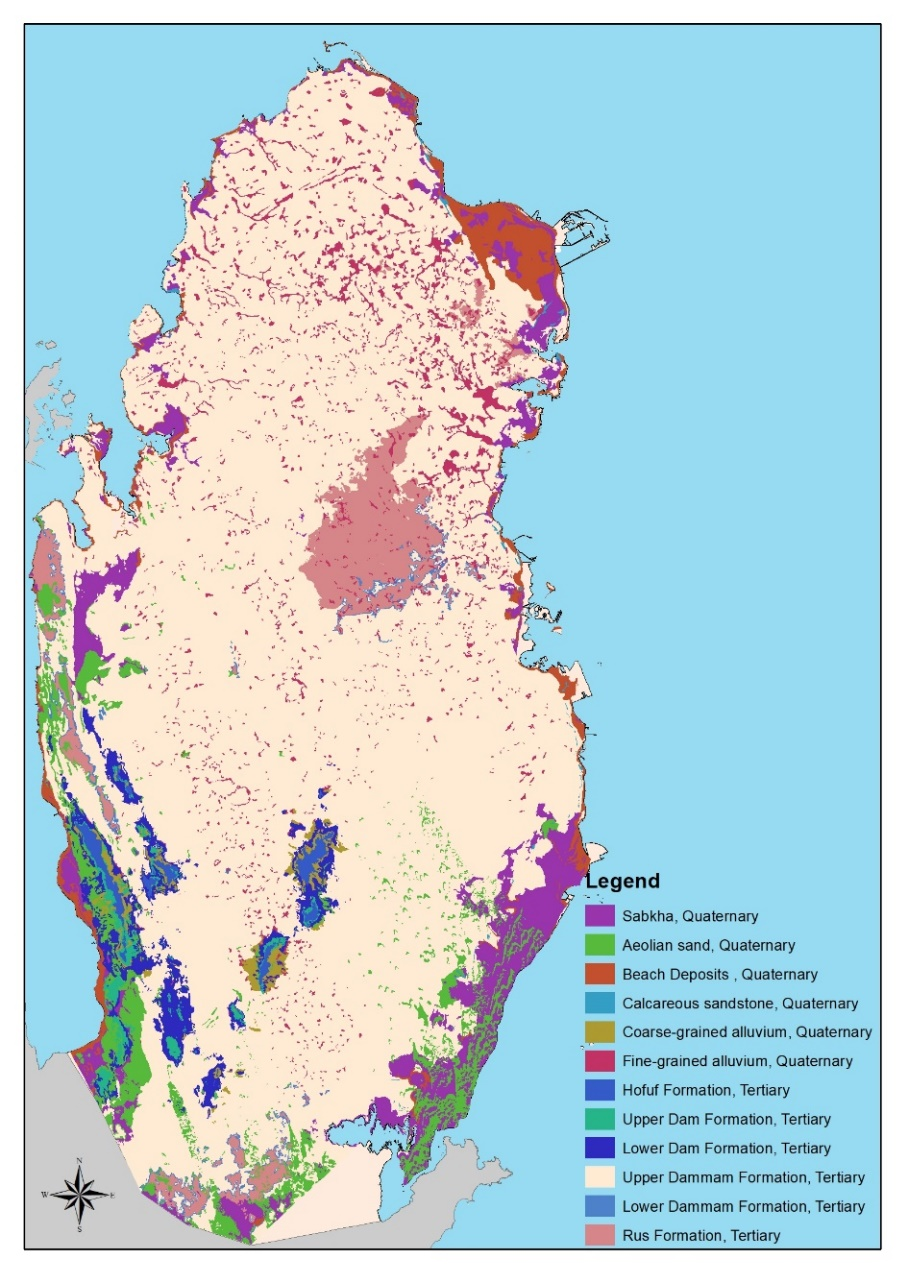 Legend
Sabkha, Quaternary
Aeolian sand, Quaternary
Beach Deposits , Quaternary
Calcareous sandstone, Quaternary
Coarse-grained alluvium, Quaternary
Fine-grained alluvium, Quaternary
Hofuf Formation, Tertiary
Upper Dam Formation, Tertiary
Lower Dam Formation, Tertiary
Upper Dammam Formation, Tertiary
Lower Dammam Formation, Tertiary
Rus Formation, Tertiary
N
W E
S